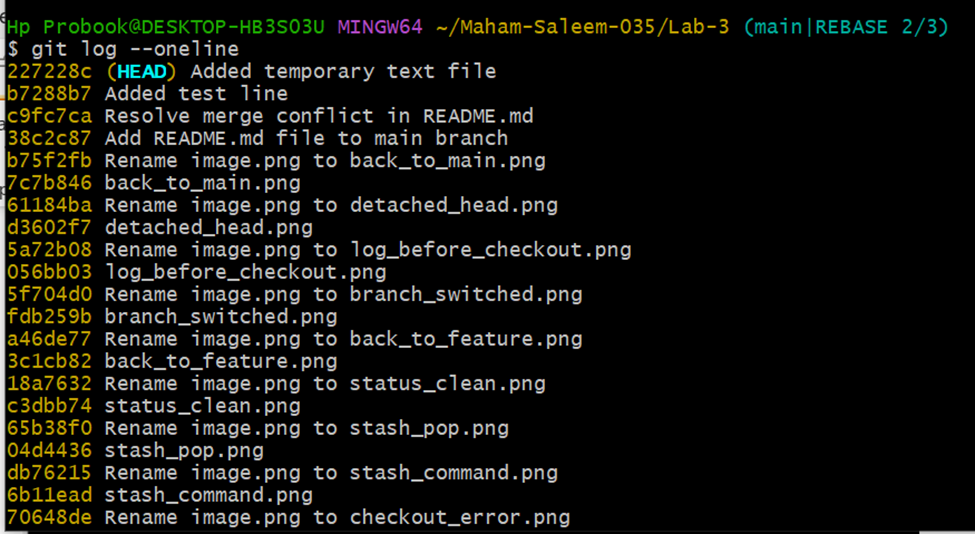 Hp Probook@DESKTOP-HB3SO3U MINGW64 ~/Maham-Saleem-035/Lab-3 (main|REBASE 2/3)
$ git log --oneline
227228c (HEAD) Added temporary text file
b7288b7 Added test line
c9fc7ca Resolve merge conflict in README.md
38c2c87 Add README.md file to main branch
b75f2fb Rename image.png to back_to_main.png
7c7b846 back_to_main.png
61184ba Rename image.png to detached_head.png
d3602f7 detached_head.png
5a72b08 Rename image.png to log_before_checkout.png
056bb03 log_before_checkout.png
5f704d0 Rename image.png to branch_switched.png
fdb259b branch_switched.png
a46de77 Rename image.png to back_to_feature.png
3c1cb82 back_to_feature.png
18a7632 Rename image.png to status_clean.png
c3dbb74 status_clean.png
65b38f0 Rename image.png to stash_pop.png
04d4436 stash_pop.png
db76215 Rename image.png to stash_command.png
6b11ead stash_command.png
70648de Rename image.png to checkout_error.png